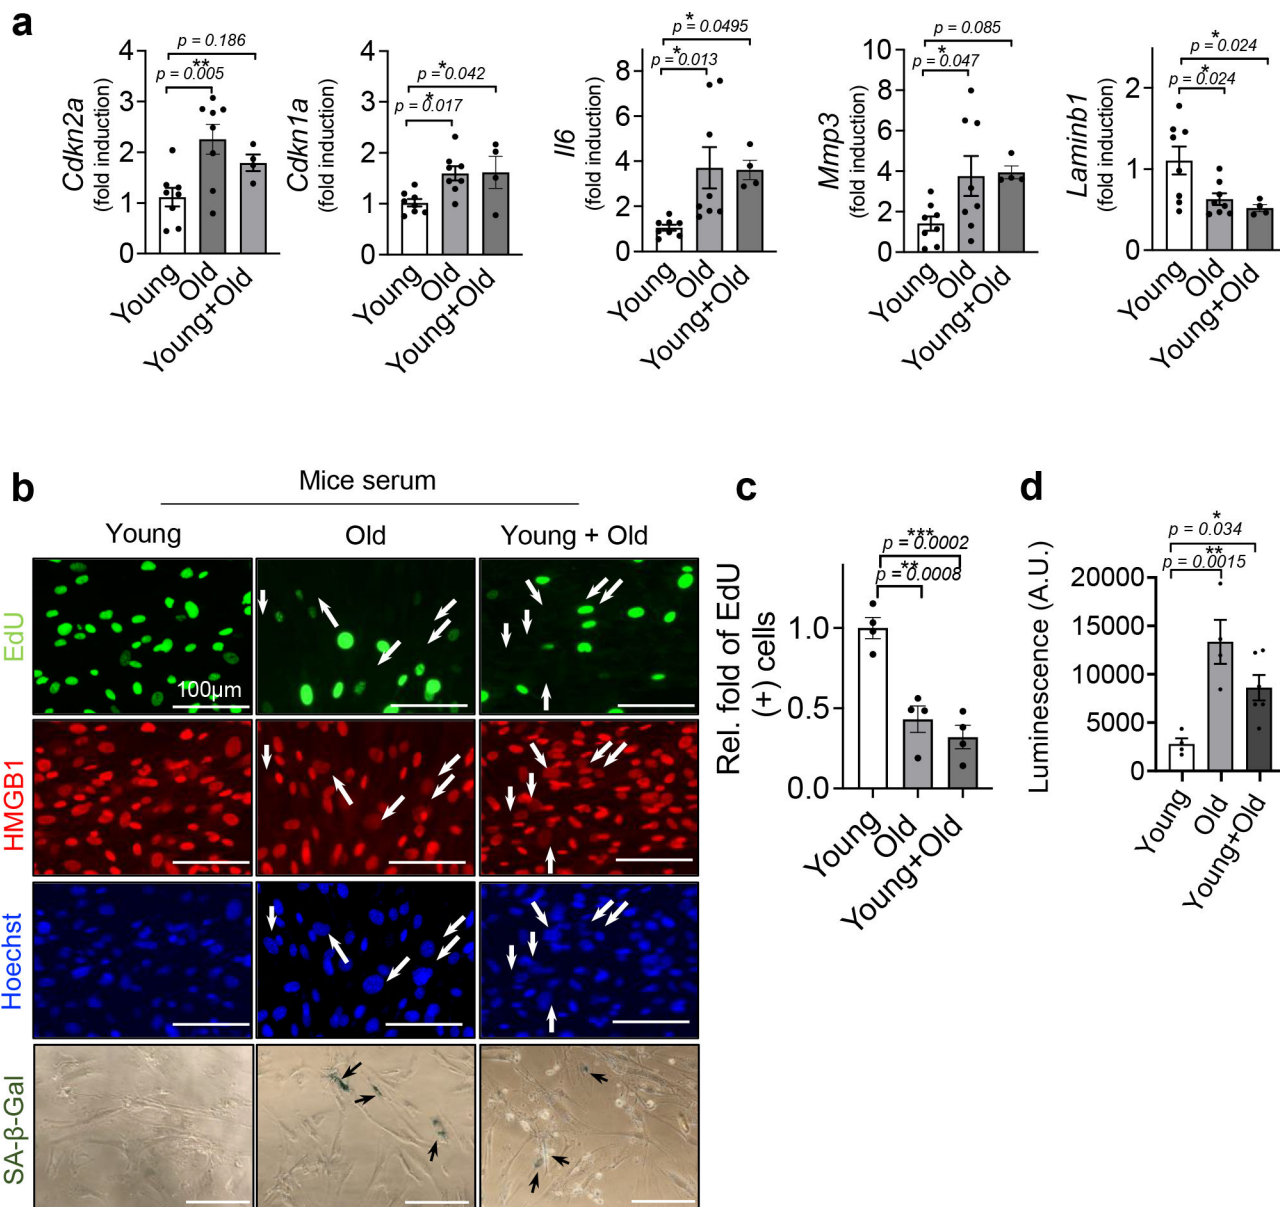 a
p = 0.186
**
p = 0.005
Cdkn2a
(fold induction)
4
3
2
1
0
Young
Old
Young+Old
*
p = 0.042
*
p = 0.017
Cdkn1a
(fold induction)
4
3
2
1
0
Young
Old
Young+Old
*
p = 0.0495
*
p = 0.013
Il6
(fold induction)
8
6
4
2
0
Young
Old
Young+Old
p = 0.085
*
p = 0.047
Mmp3
(fold induction)
10
8
6
4
2
0
Young
Old
Young+Old
*
p = 0.024
*
p = 0.024
Laminb1
(fold induction)
2
1
0
Young
Old
Young+Old
b
Mice serum
Young
Old
Young + Old
EdU
100μm
HMGB1
Hoechst
SA-β-Gal
c
***
p = 0.0002
**
p = 0.0008
Rel. fold of EdU
(+) cells
1.0
0.5
0.0
Young
Old
Young+Old
d
*
p = 0.034
**
p = 0.0015
Luminescence (A.U.)
20000
15000
10000
5000
0
Young
Old
Young+Old